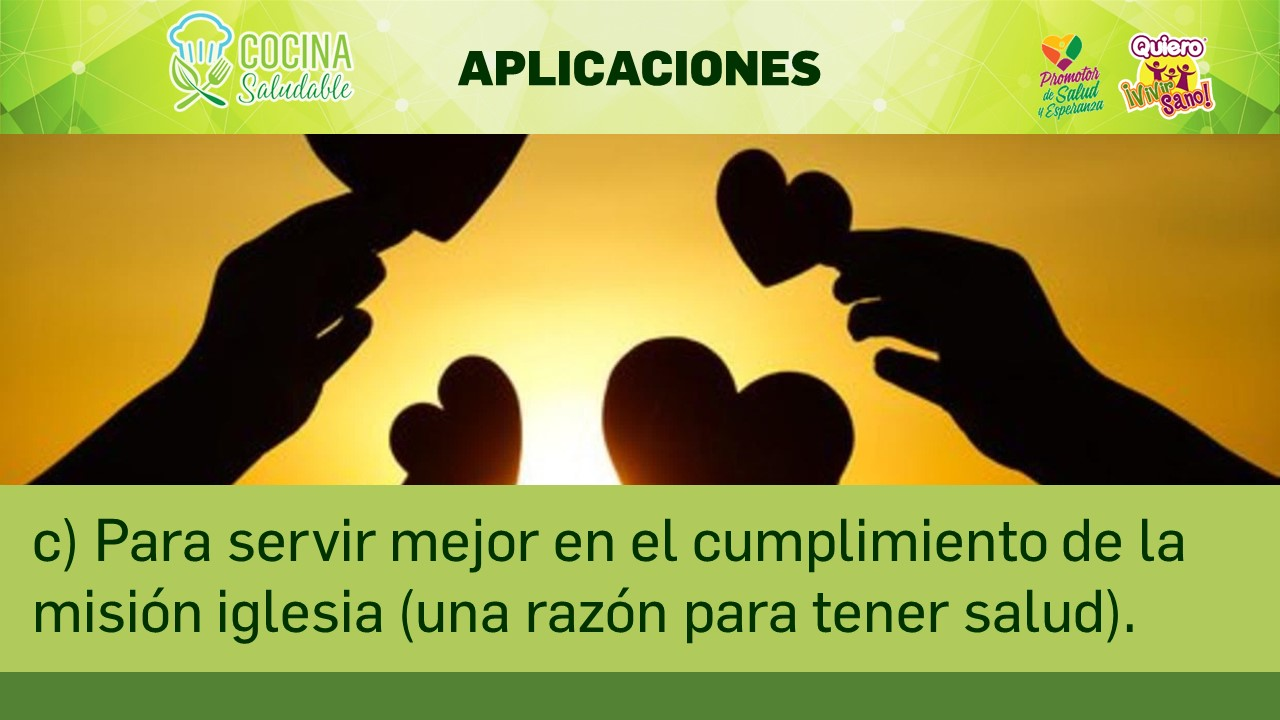 COCINA
Saludable
APLICACIONES
Promotor
de Salud
y Esperanza
Quiero
¡Vivir
Sano!
c) Para servir mejor en el cumplimiento de la
misión iglesia (una razón para tener salud).